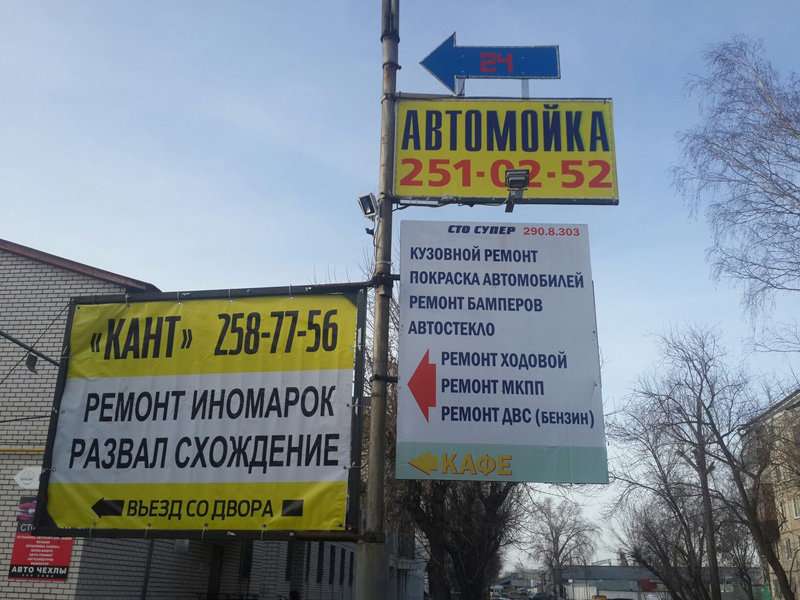 24
АВТОМОЙКА
251-02-52
СТО СУПЕР 290.8.303
КУЗОВНОЙ РЕМОНТ
ПОКРАСКА АВТОМОБИЛЕЙ
РЕМОНТ БАМПЕРОВ
АВТОСТЕКЛО
РЕМОНТ ХОДОВОЙ
РЕМОНТ МКПП
РЕМОНТ ДВС (БЕНЗИН)
КАФЕ
«КАНТ» 258-77-56
РЕМОНТ ИНОМАРОК
РАЗВАЛ СХОЖДЕНИЕ
ВЪЕЗД СО ДВОРА
АВТО ЧЕХЛЫ